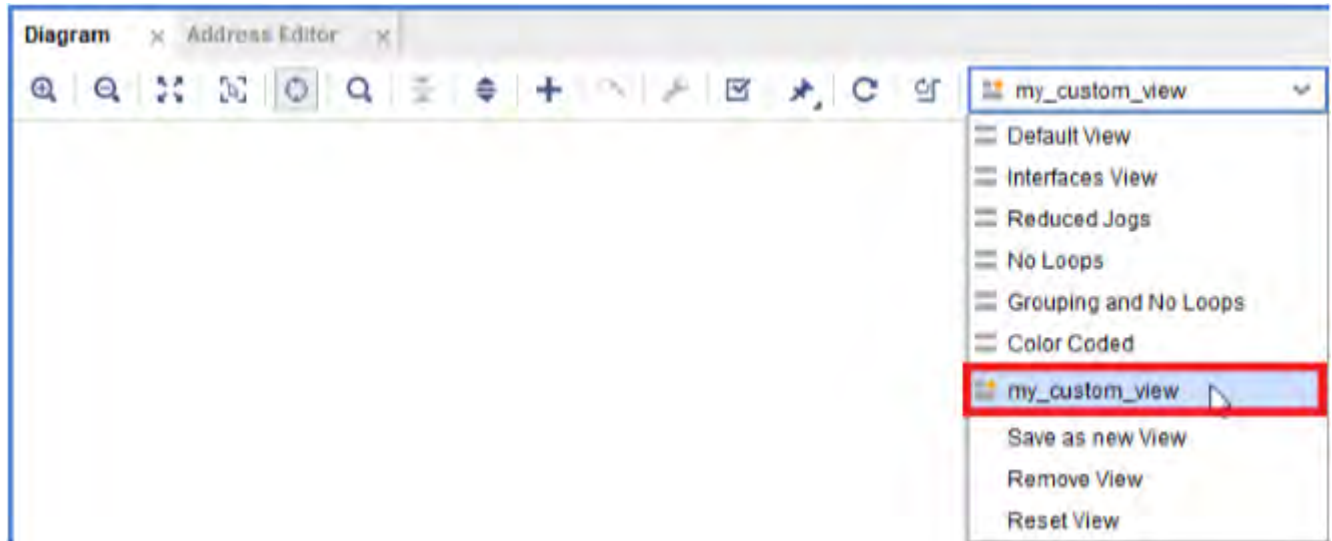 Diagram Address Editor
my_custom_view
Default View
Interfaces View
Reduced Jogs
No Loops
Grouping and No Loops
Color Coded
my_custom_view
Save as new View
Remove View
Reset View